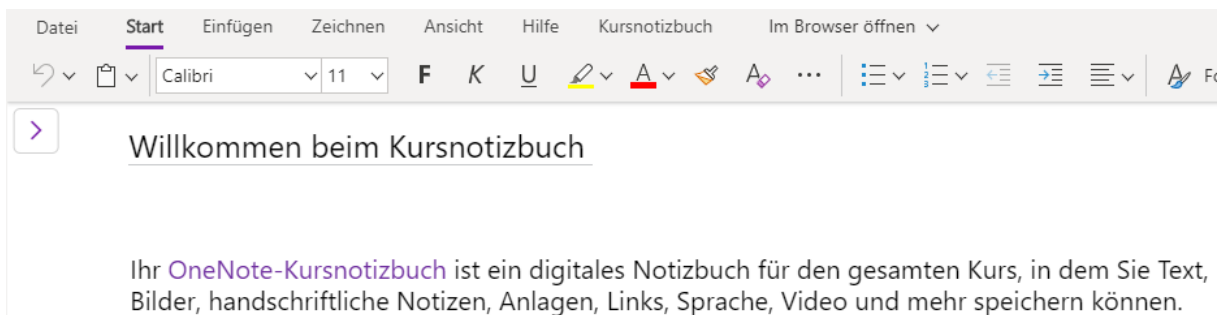 Datei Start Einfügen Zeichnen Ansicht Hilfe Kursnotizbuch Im Browser öffnen
Calibri 11 F K U A A
Willkommen beim Kursnotizbuch
Ihr OneNote-Kursnotizbuch ist ein digitales Notizbuch für den gesamten Kurs, in dem Sie Text,
Bilder, handschriftliche Notizen, Anlagen, Links, Sprache, Video und mehr speichern können.